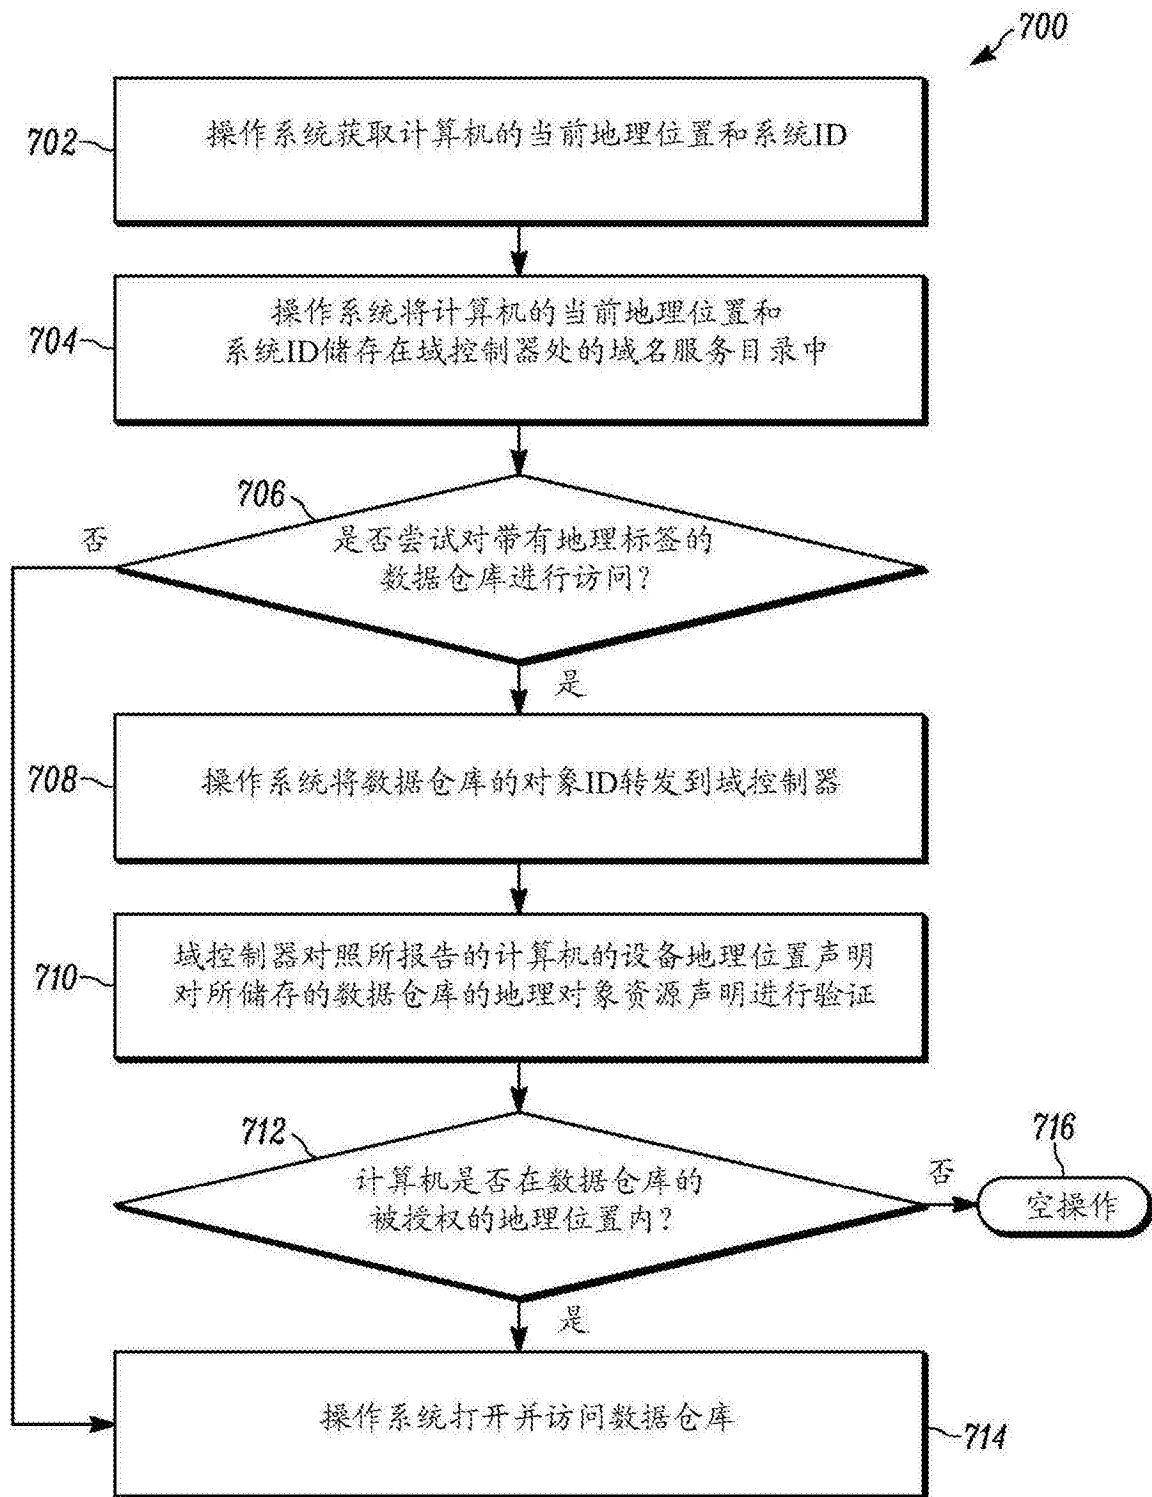 700
702
操作系统获取计算机的当前地理位置和系统ID
704
操作系统将计算机的当前地理位置和
系统ID储存在域控制器处的域名服务目录中
706
否
是否尝试对带有地理标签的
数据仓库进行访问?
是
708
操作系统将数据仓库的对象ID转发到域控制器
710
域控制器对照所报告的计算机的设备地理位置声明
对所储存的数据仓库的地理对象资源声明进行验证
712
计算机是否在数据仓库的
被授权的地理位置内?
否
716
空操作
是
操作系统打开并访问数据仓库
714